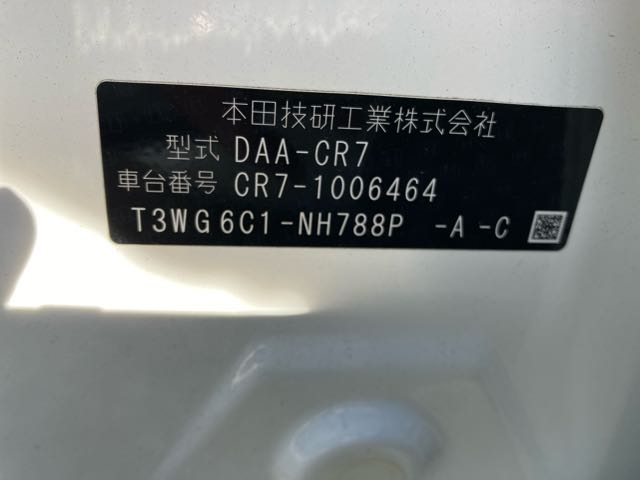 本田技研工業株式会社
型式 DAA-CR7
車台番号 CR7-1006464
T3WG6C1-NH788P -A -C